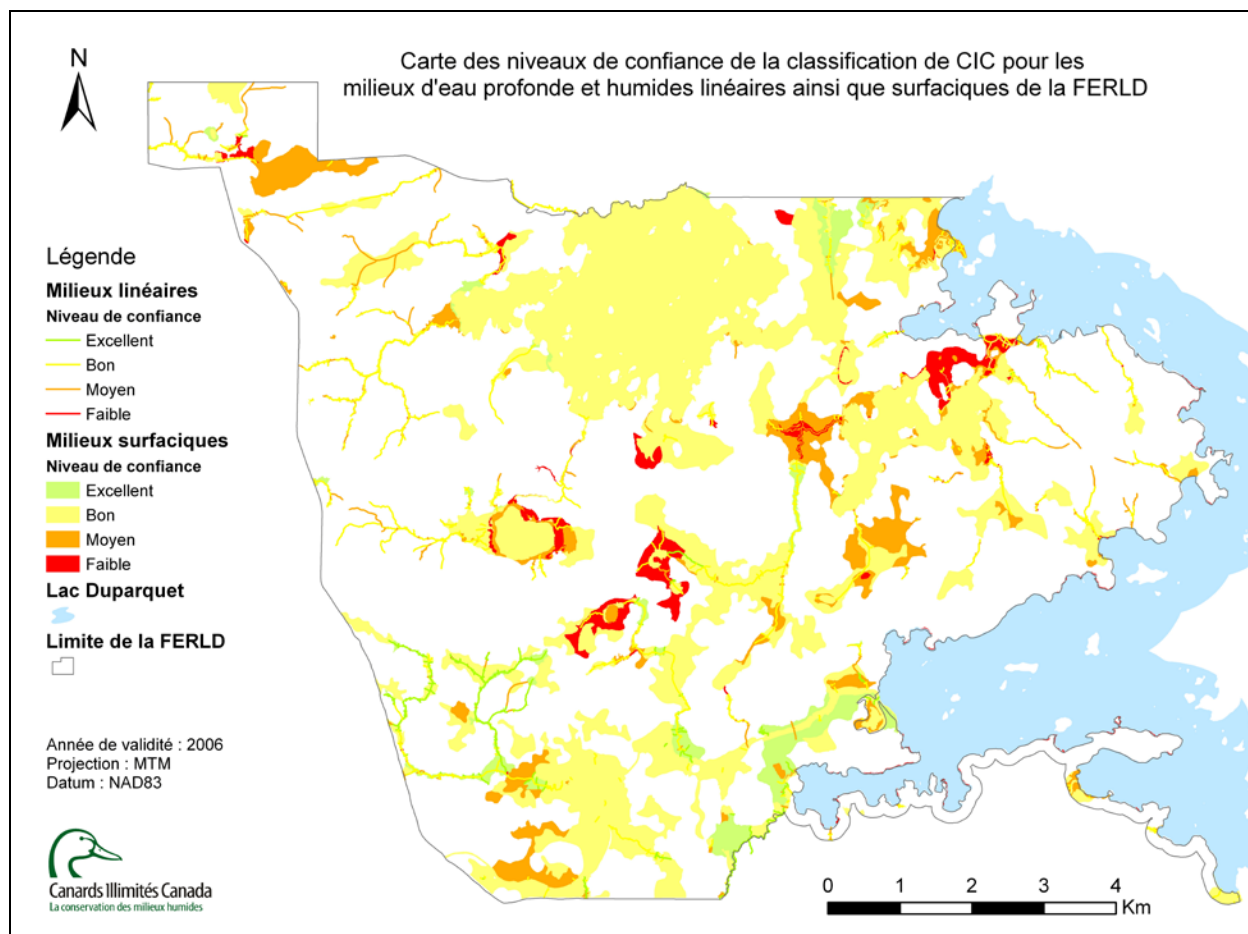 N
Carte des niveaux de confiance de la classification de CIC pour les
milieux d'eau profonde et humides linéaires ainsi que surfaciques de la FERLD
Légende
Milieux linéaires
Niveau de confiance
Excellent
Bon
Moyen
Faible
Milieux surfaciques
Niveau de confiance
Excellent
Bon
Moyen
Faible
Lac Duparquet
Limite de la FERLD
Année de validité : 2006
Projection : MTM
Datum : NAD83
Canards Illimités Canada
La conservation des milieux humides
0 1 2 3 4
Km